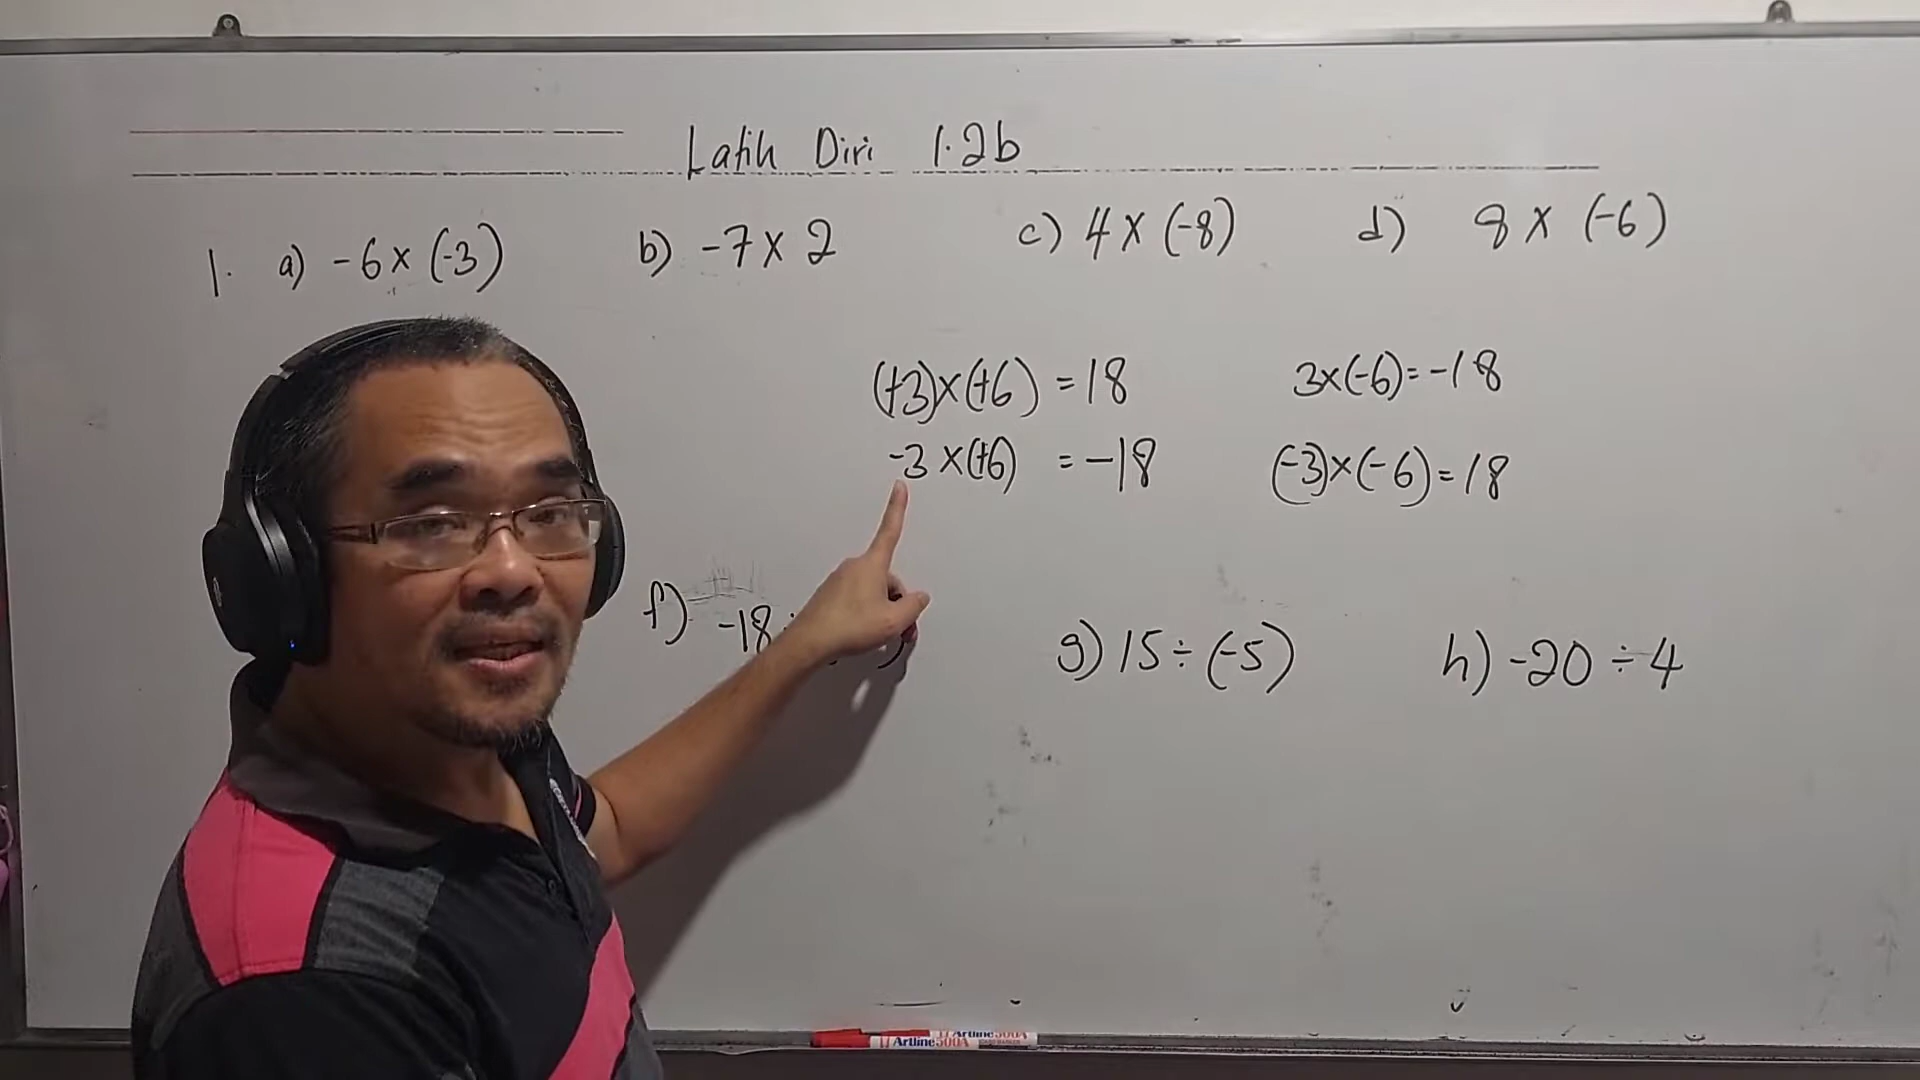 Latih Diri 1.2b
1. a) -6 × (-3) b) -7 × 2 c) 4 × (-8) d) 8 × (-6)
(+3)×(+6) = 18 3×(-6) = -18
-3 ×(+6) = -18 (-3)×(-6) = 18
f) -18 ÷ g) 15 ÷ (-5) h) -20 ÷ 4
Artline 500A
Artline 500A